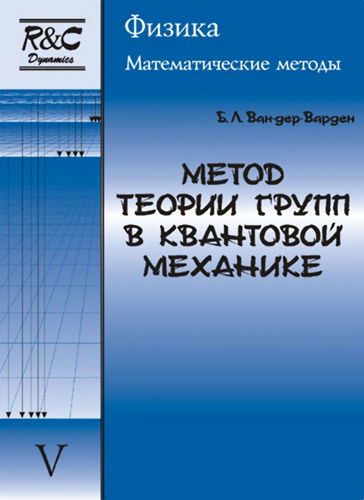 R&C
Dynamics
Физика
Математические методы
Б. Л. Ван-дер-Варден
МЕТОД
ТЕОРИИ ГРУПП
В КВАНТОВОЙ
МЕХАНИКЕ
V